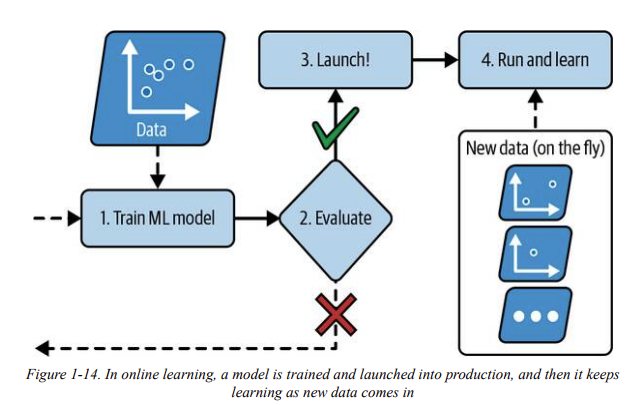 3. Launch!
4. Run and learn
Data
New data (on the fly)
1. Train ML model
2. Evaluate
Figure 1-14. In online learning, a model is trained and launched into production, and then it keeps
learning as new data comes in